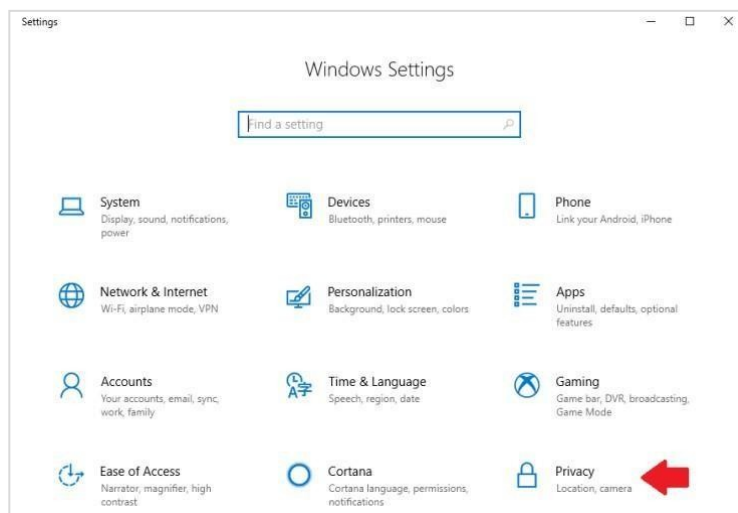 Settings
Windows Settings
Find a setting
System
Display, sound, notifications,
power
Devices
Bluetooth, printers, mouse
Phone
Link your Android, iPhone
Network & Internet
Wi-Fi, airplane mode, VPN
Personalization
Background, lock screen, colors
Apps
Uninstall, defaults, optional
features
Accounts
Your accounts, email, sync,
work, family
Time & Language
Speech, region, date
Gaming
Game bar, DVR, broadcasting,
Game Mode
Ease of Access
Narrator, magnifier, high
contrast
Cortana
Cortana language, permissions,
notifications
Privacy
Location, camera